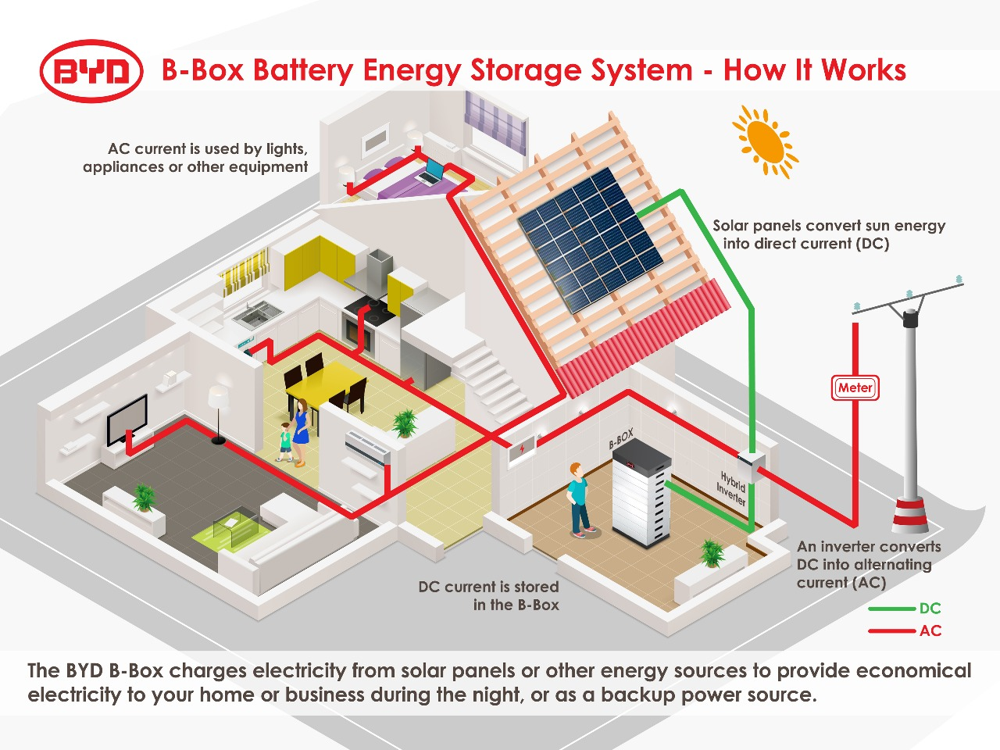 BYD
B-Box Battery Energy Storage System - How It Works
AC current is used by lights,
appliances or other equipment
Solar panels convert sun energy
into direct current (DC)
Meter
B-BOX
Hybrid
Inverter
An inverter converts
DC into alternating
current (AC)
DC current is stored
in the B-Box
DC
AC
The BYD B-Box charges electricity from solar panels or other energy sources to provide economical
electricity to your home or business during the night, or as a backup power source.